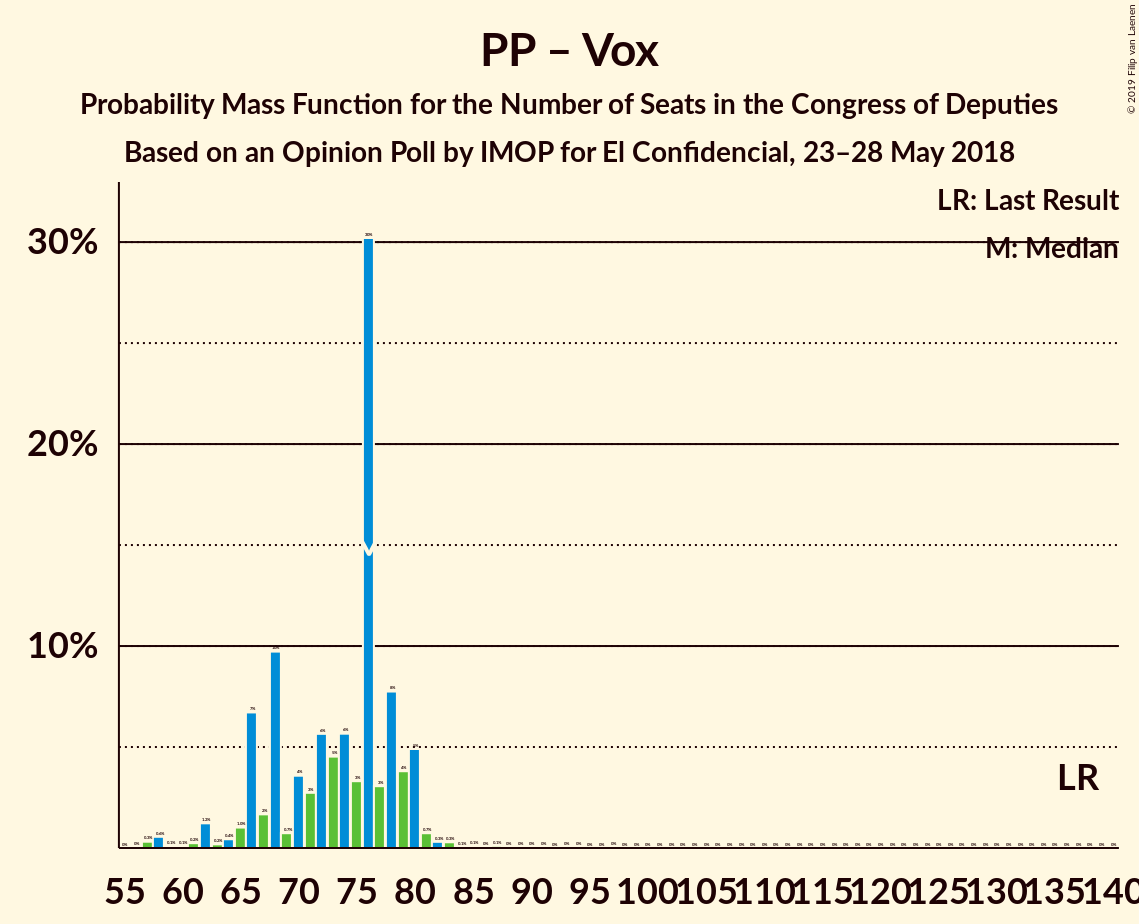 PP – Vox
Probability Mass Function for the Number of Seats in the Congress of Deputies
Based on an Opinion Poll by IMOP for El Confidencial, 23–28 May 2018
© 2019 Filip van Laenen
LR: Last Result
M: Median
30%
20%
10%
LR
55 60 65 70 75 80 85 90 95 100 105 110 115 120 125 130 135 140